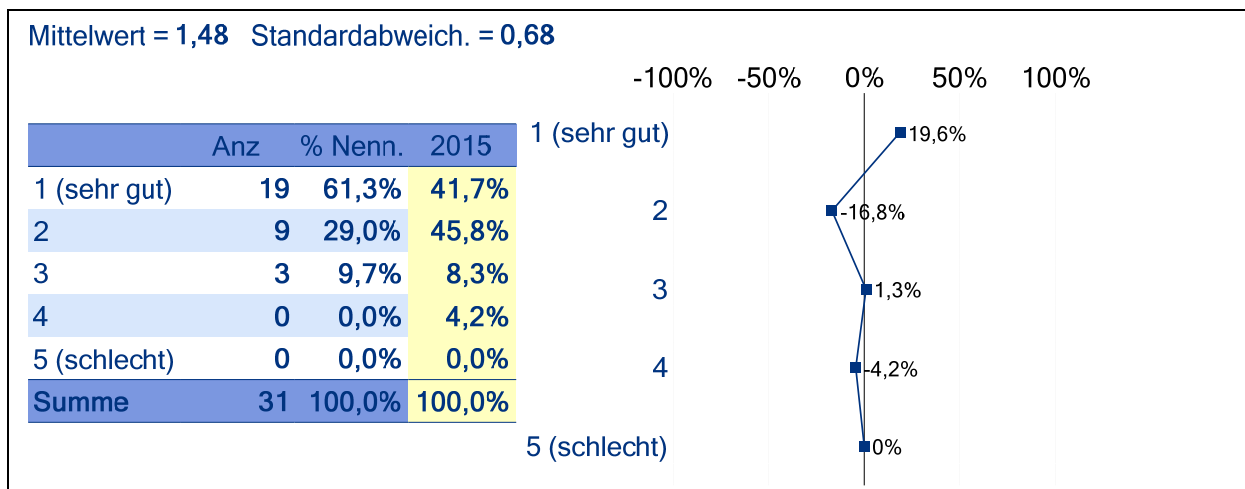 Mittelwert = 1,48 Standardabweich. = 0,68
-100% -50% 0% 50% 100%
Anz % Nenn. 2015
1 (sehr gut) 19 61,3% 41,7%
2 9 29,0% 45,8%
3 3 9,7% 8,3%
4 0 0,0% 4,2%
5 (schlecht) 0 0,0% 0,0%
Summe 31 100,0% 100,0%
1 (sehr gut) 19,6%
2 -16,8%
3 1,3%
4 -4,2%
5 (schlecht) 0%